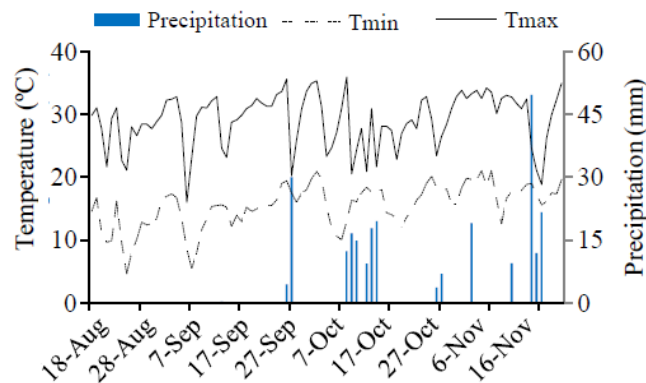 Precipitation Tmin Tmax
40 60
30 45
20 30
10 15
0 0
Temperature (ºC)
Precipitation (mm)
18-Aug 28-Aug 7-Sep 17-Sep 27-Sep 7-Oct 17-Oct 27-Oct 6-Nov 16-Nov